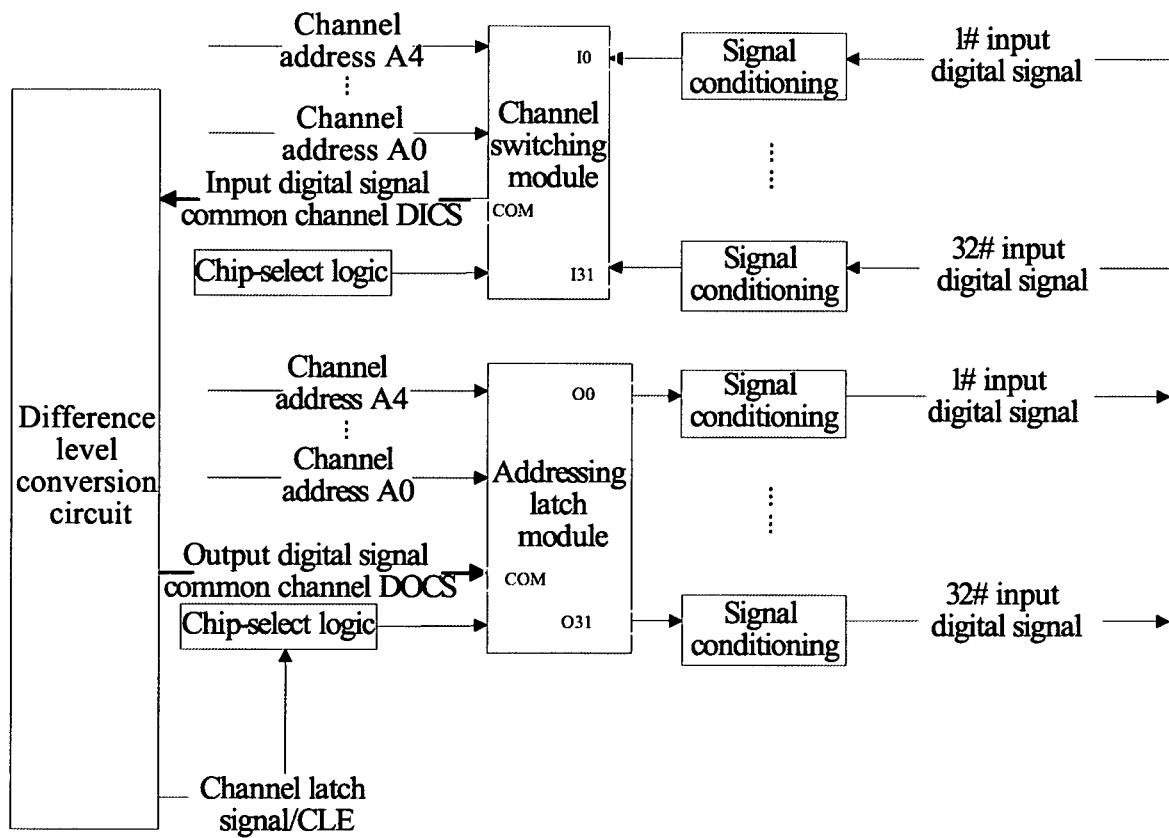 Channel
address A4
Channel
address A0
Input digital signal
common channel DICS
Chip-select logic
I0
Channel
switching
module
COM
I31
Signal
conditioning
1# input
digital signal
Signal
conditioning
32# input
digital signal
Difference
level
conversion
circuit
Channel
address A4
Channel
address A0
Output digital signal
common channel DOCS
Chip-select logic
Channel latch
signal/CLE
O0
Addressing
latch
module
COM
O31
Signal
conditioning
1# input
digital signal
Signal
conditioning
32# input
digital signal